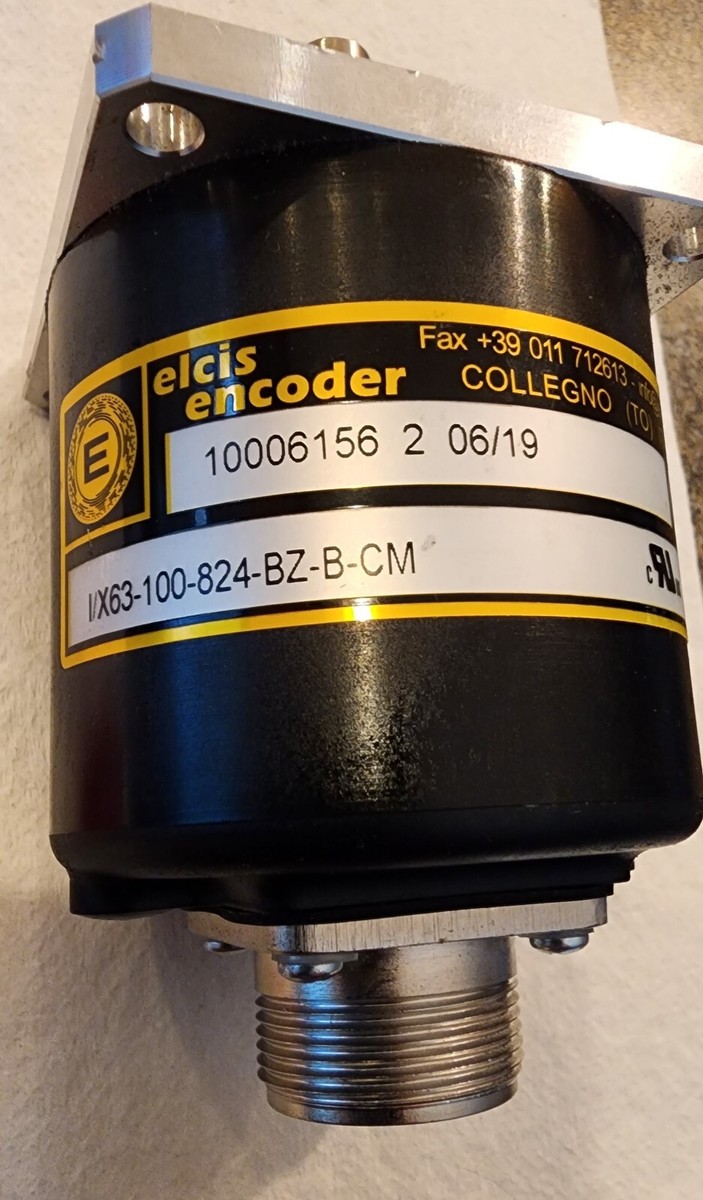 elcis
encoder
Fax +39 011 712613 -
COLLEGNO (TO)
E
10006156 2 06/19
I/X63-100-824-BZ-B-CM
c